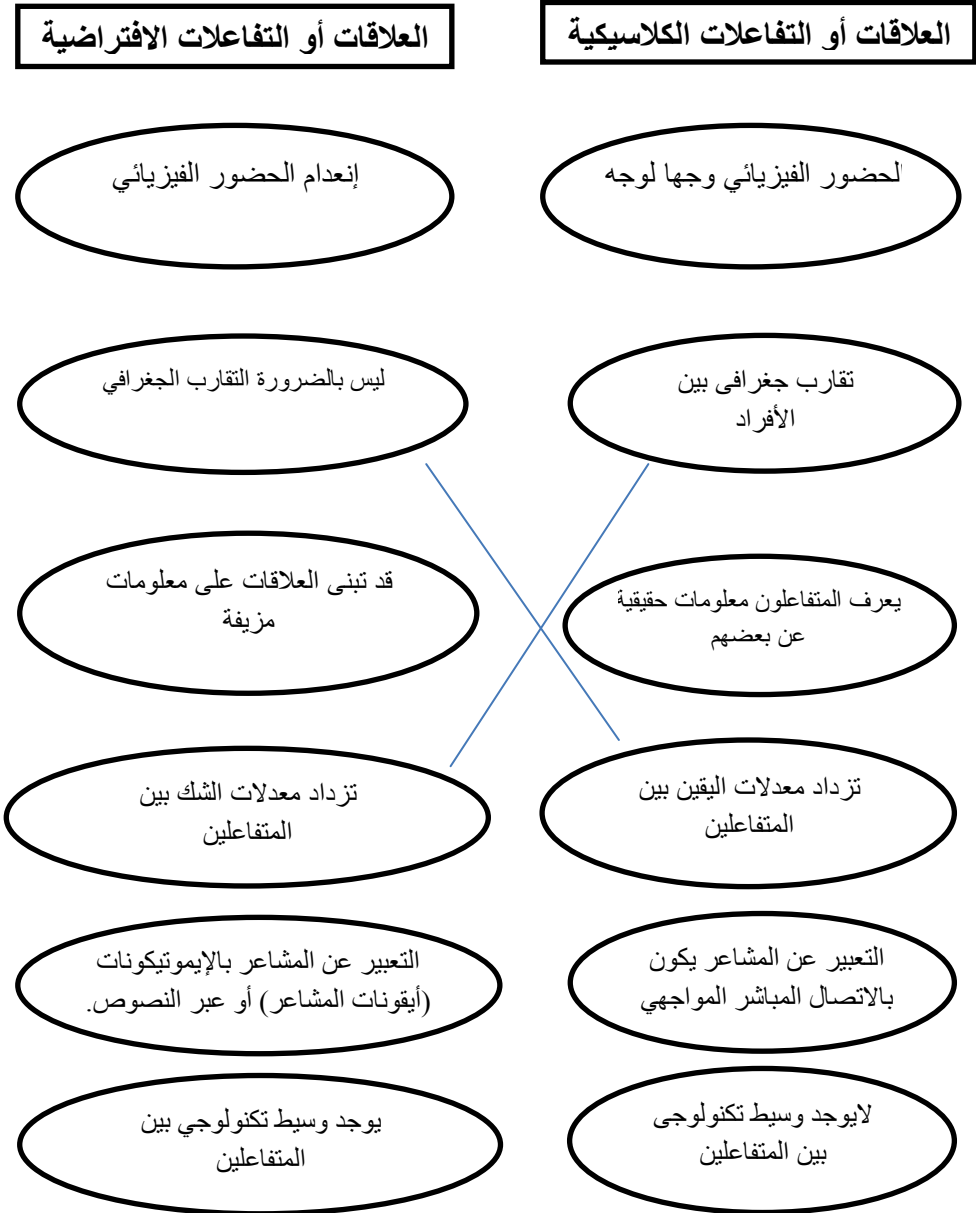 العلاقات أو التفاعلات الكلاسيكية
العلاقات أو التفاعلات الافتراضية
لحضور الفيزيائي وجها لوجه
إنعدام الحضور الفيزيائي
تقارب جغرافى بين
الأفراد
ليس بالضرورة التقارب الجغرافي
يعرف المتفاعلون معلومات حقيقية
عن بعضهم
قد تبنى العلاقات على معلومات
مزيفة
تزداد معدلات اليقين بين
المتفاعلين
تزداد معدلات الشك بين
المتفاعلين
التعبير عن المشاعر يكون
بالاتصال المباشر المواجهي
التعبير عن المشاعر بالإيموتيكونات
(أيقونات المشاعر) أو عبر النصوص.
لايوجد وسيط تكنولوجى
بين المتفاعلين
يوجد وسيط تكنولوجي بين
المتفاعلين